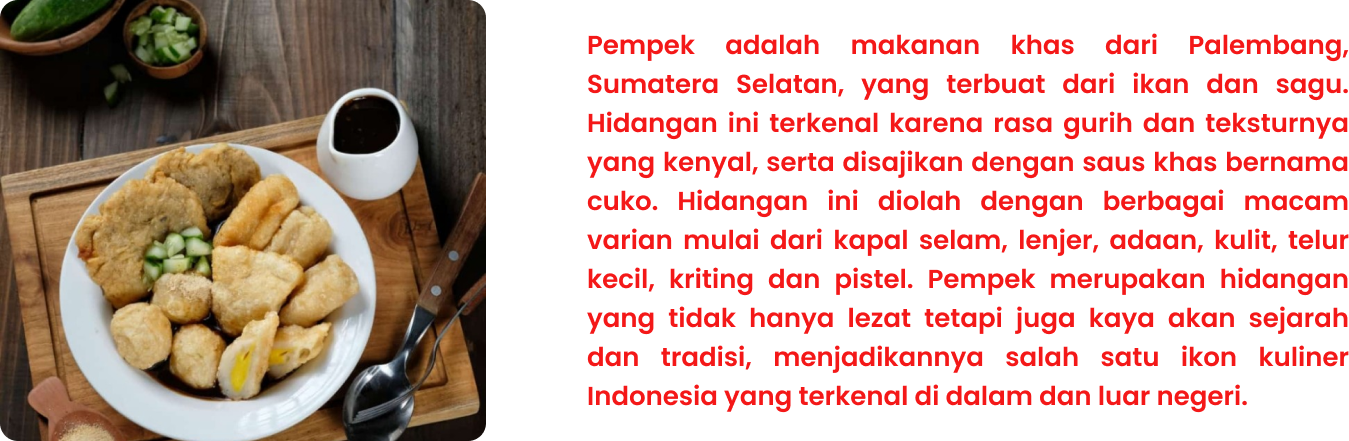 Pempek adalah makanan khas dari Palembang,
Sumatera Selatan, yang terbuat dari ikan dan sagu.
Hidangan ini terkenal karena rasa gurih dan teksturnya
yang kenyal, serta disajikan dengan saus khas bernama
cuko. Hidangan ini diolah dengan berbagai macam
varian mulai dari kapal selam, lenjer, adaan, kulit, telur
kecil, kriting dan pistel. Pempek merupakan hidangan
yang tidak hanya lezat tetapi juga kaya akan sejarah
dan tradisi, menjadikannya salah satu ikon kuliner
Indonesia yang terkenal di dalam dan luar negeri.